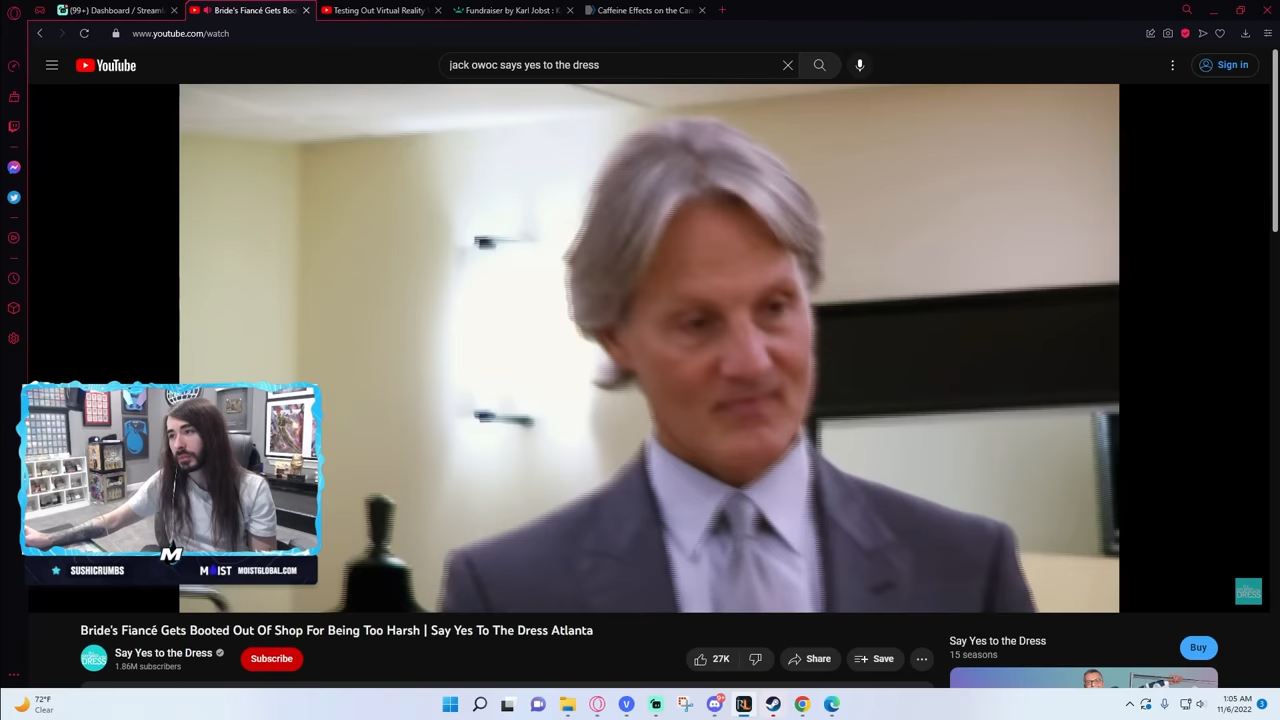 (99+) Dashboard / Streaml
Bride's Fiancé Gets Boo
Testing Out Virtual Reality
Fundraiser by Karl Jobst : 
Caffeine Effects on the Car
www.youtube.com/watch
YouTube
jack owoc says yes to the dress
Sign in
SUSHICRUMBS
MOIST
MOISTGLOBAL.COM
DRESS
Bride's Fiancé Gets Booted Out Of Shop For Being Too Harsh | Say Yes To The Dress Atlanta
Say Yes to the Dress
1.86M subscribers
Subscribe
27K
Share
Save
Say Yes to the Dress
15 seasons
Buy
72°F
Clear
1:05 AM
11/6/2022